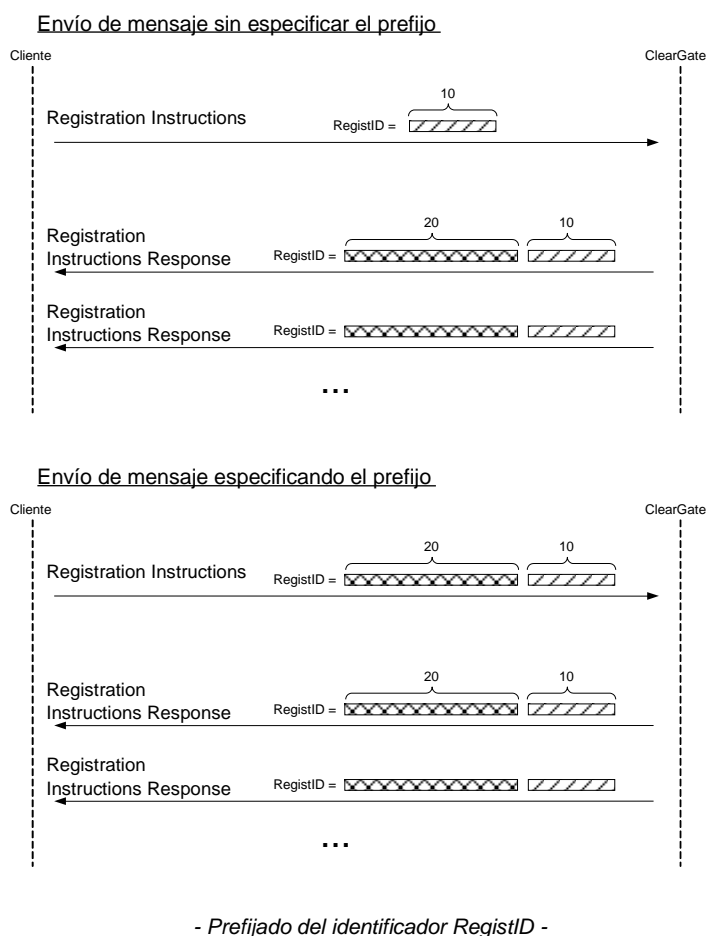 Envío de mensaje sin especificar el prefijo
Cliente
ClearGate
10
Registration Instructions
RegistID =
20
10
Registration
Instructions Response
RegistID =
Registration
Instructions Response
RegistID =
...
Envío de mensaje especificando el prefijo
Cliente
ClearGate
20
10
Registration Instructions
RegistID =
20
10
Registration
Instructions Response
RegistID =
Registration
Instructions Response
RegistID =
...
- Prefijado del identificador RegistID -